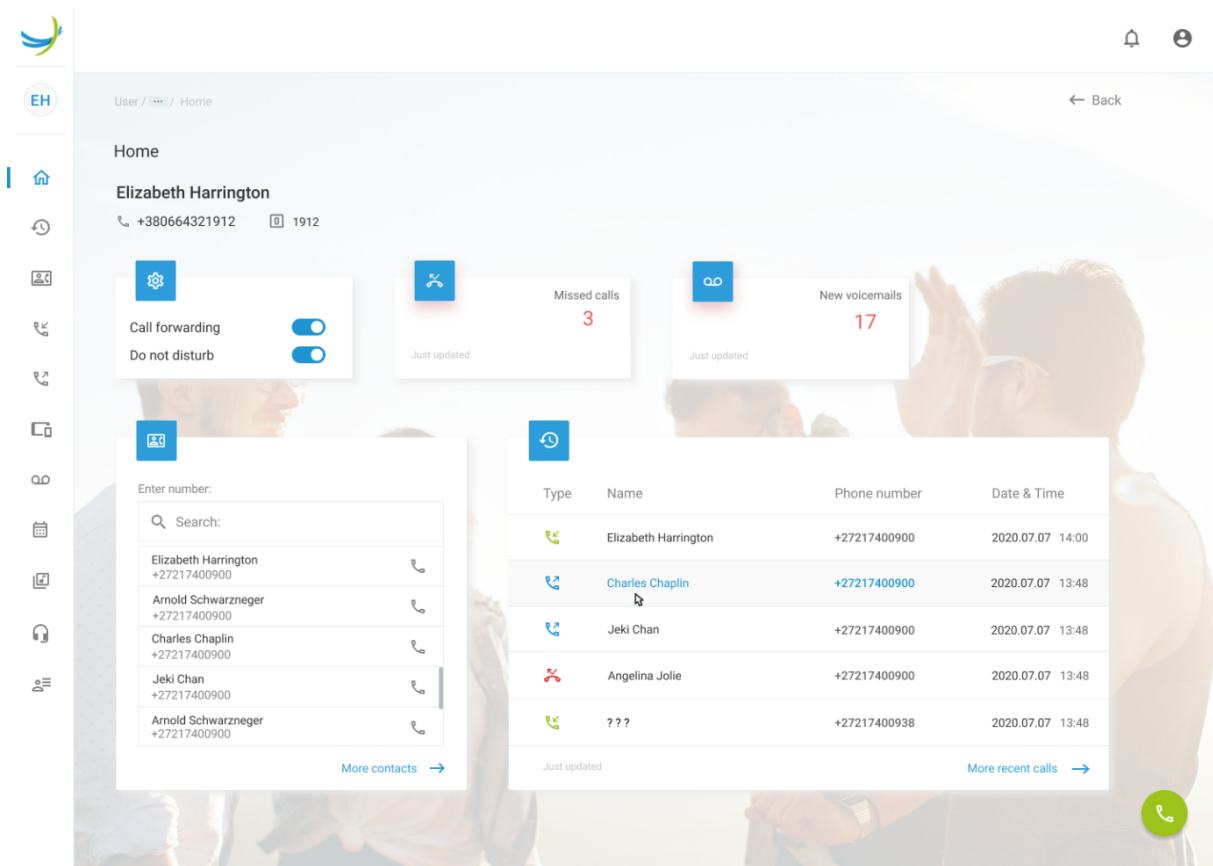 EH
User / ··· / Home
Back
Home
Elizabeth Harrington
+380664321912 0 1912
Call forwarding
Do not disturb
Missed calls
3
Just updated
New voicemails
17
Just updated
Enter number:
Search:
Elizabeth Harrington
+27217400900
Arnold Schwarzneger
+27217400900
Charles Chaplin
+27217400900
Jeki Chan
+27217400900
Arnold Schwarzneger
+27217400900
More contacts
Type Name Phone number Date & Time
Elizabeth Harrington +27217400900 2020.07.07 14:00
Charles Chaplin +27217400900 2020.07.07 13:48
Jeki Chan +27217400900 2020.07.07 13:48
Angelina Jolie +27217400900 2020.07.07 13:48
? ? ? +27217400938 2020.07.07 13:48
Just updated
More recent calls